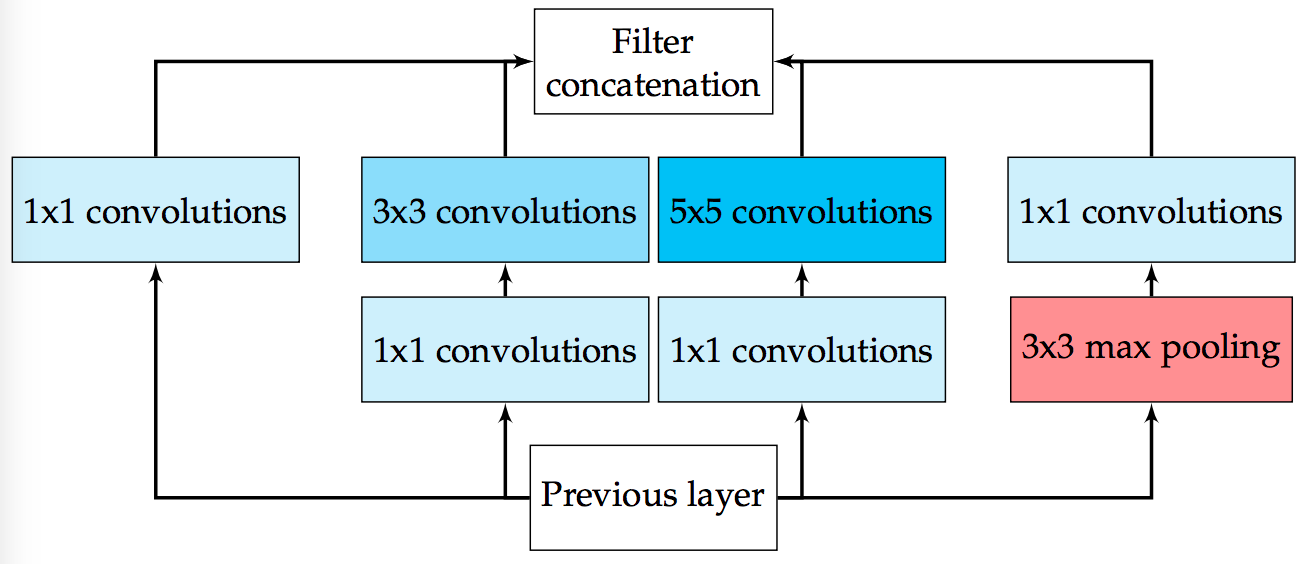 Filter
concatenation
1x1 convolutions
3x3 convolutions
5x5 convolutions
1x1 convolutions
1x1 convolutions
1x1 convolutions
3x3 max pooling
Previous layer